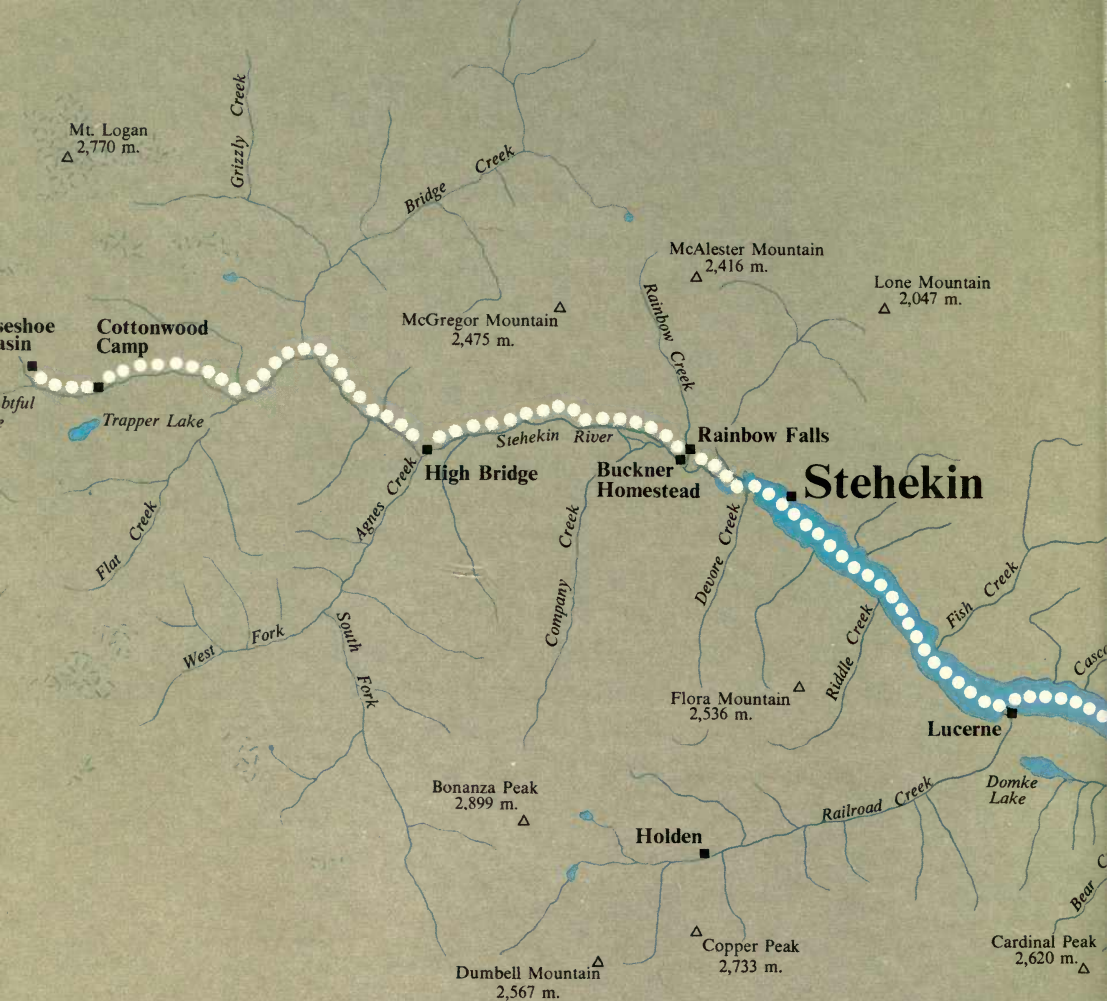 Grizzly Creek
Mt. Logan
2,770 m.
Bridge Creek
McAlester Mountain
2,416 m.
Lone Mountain
2,047 m.
Rainbow Creek
McGregor Mountain
2,475 m.
seshoe
asin
Cottonwood
Camp
btful
Trapper Lake
Stehekin River
Rainbow Falls
High Bridge
Buckner
Homestead
Stehekin
Agnes Creek
Flat Creek
Company Creek
Devore Creek
Fish Creek
Riddle Creek
West Fork
South Fork
Casc
Flora Mountain
2,536 m.
Lucerne
Bonanza Peak
2,899 m.
Domke
Lake
Railroad Creek
Holden
Bear C
Copper Peak
2,733 m.
Cardinal Peak
2,620 m.
Dumbell Mountain
2,567 m.